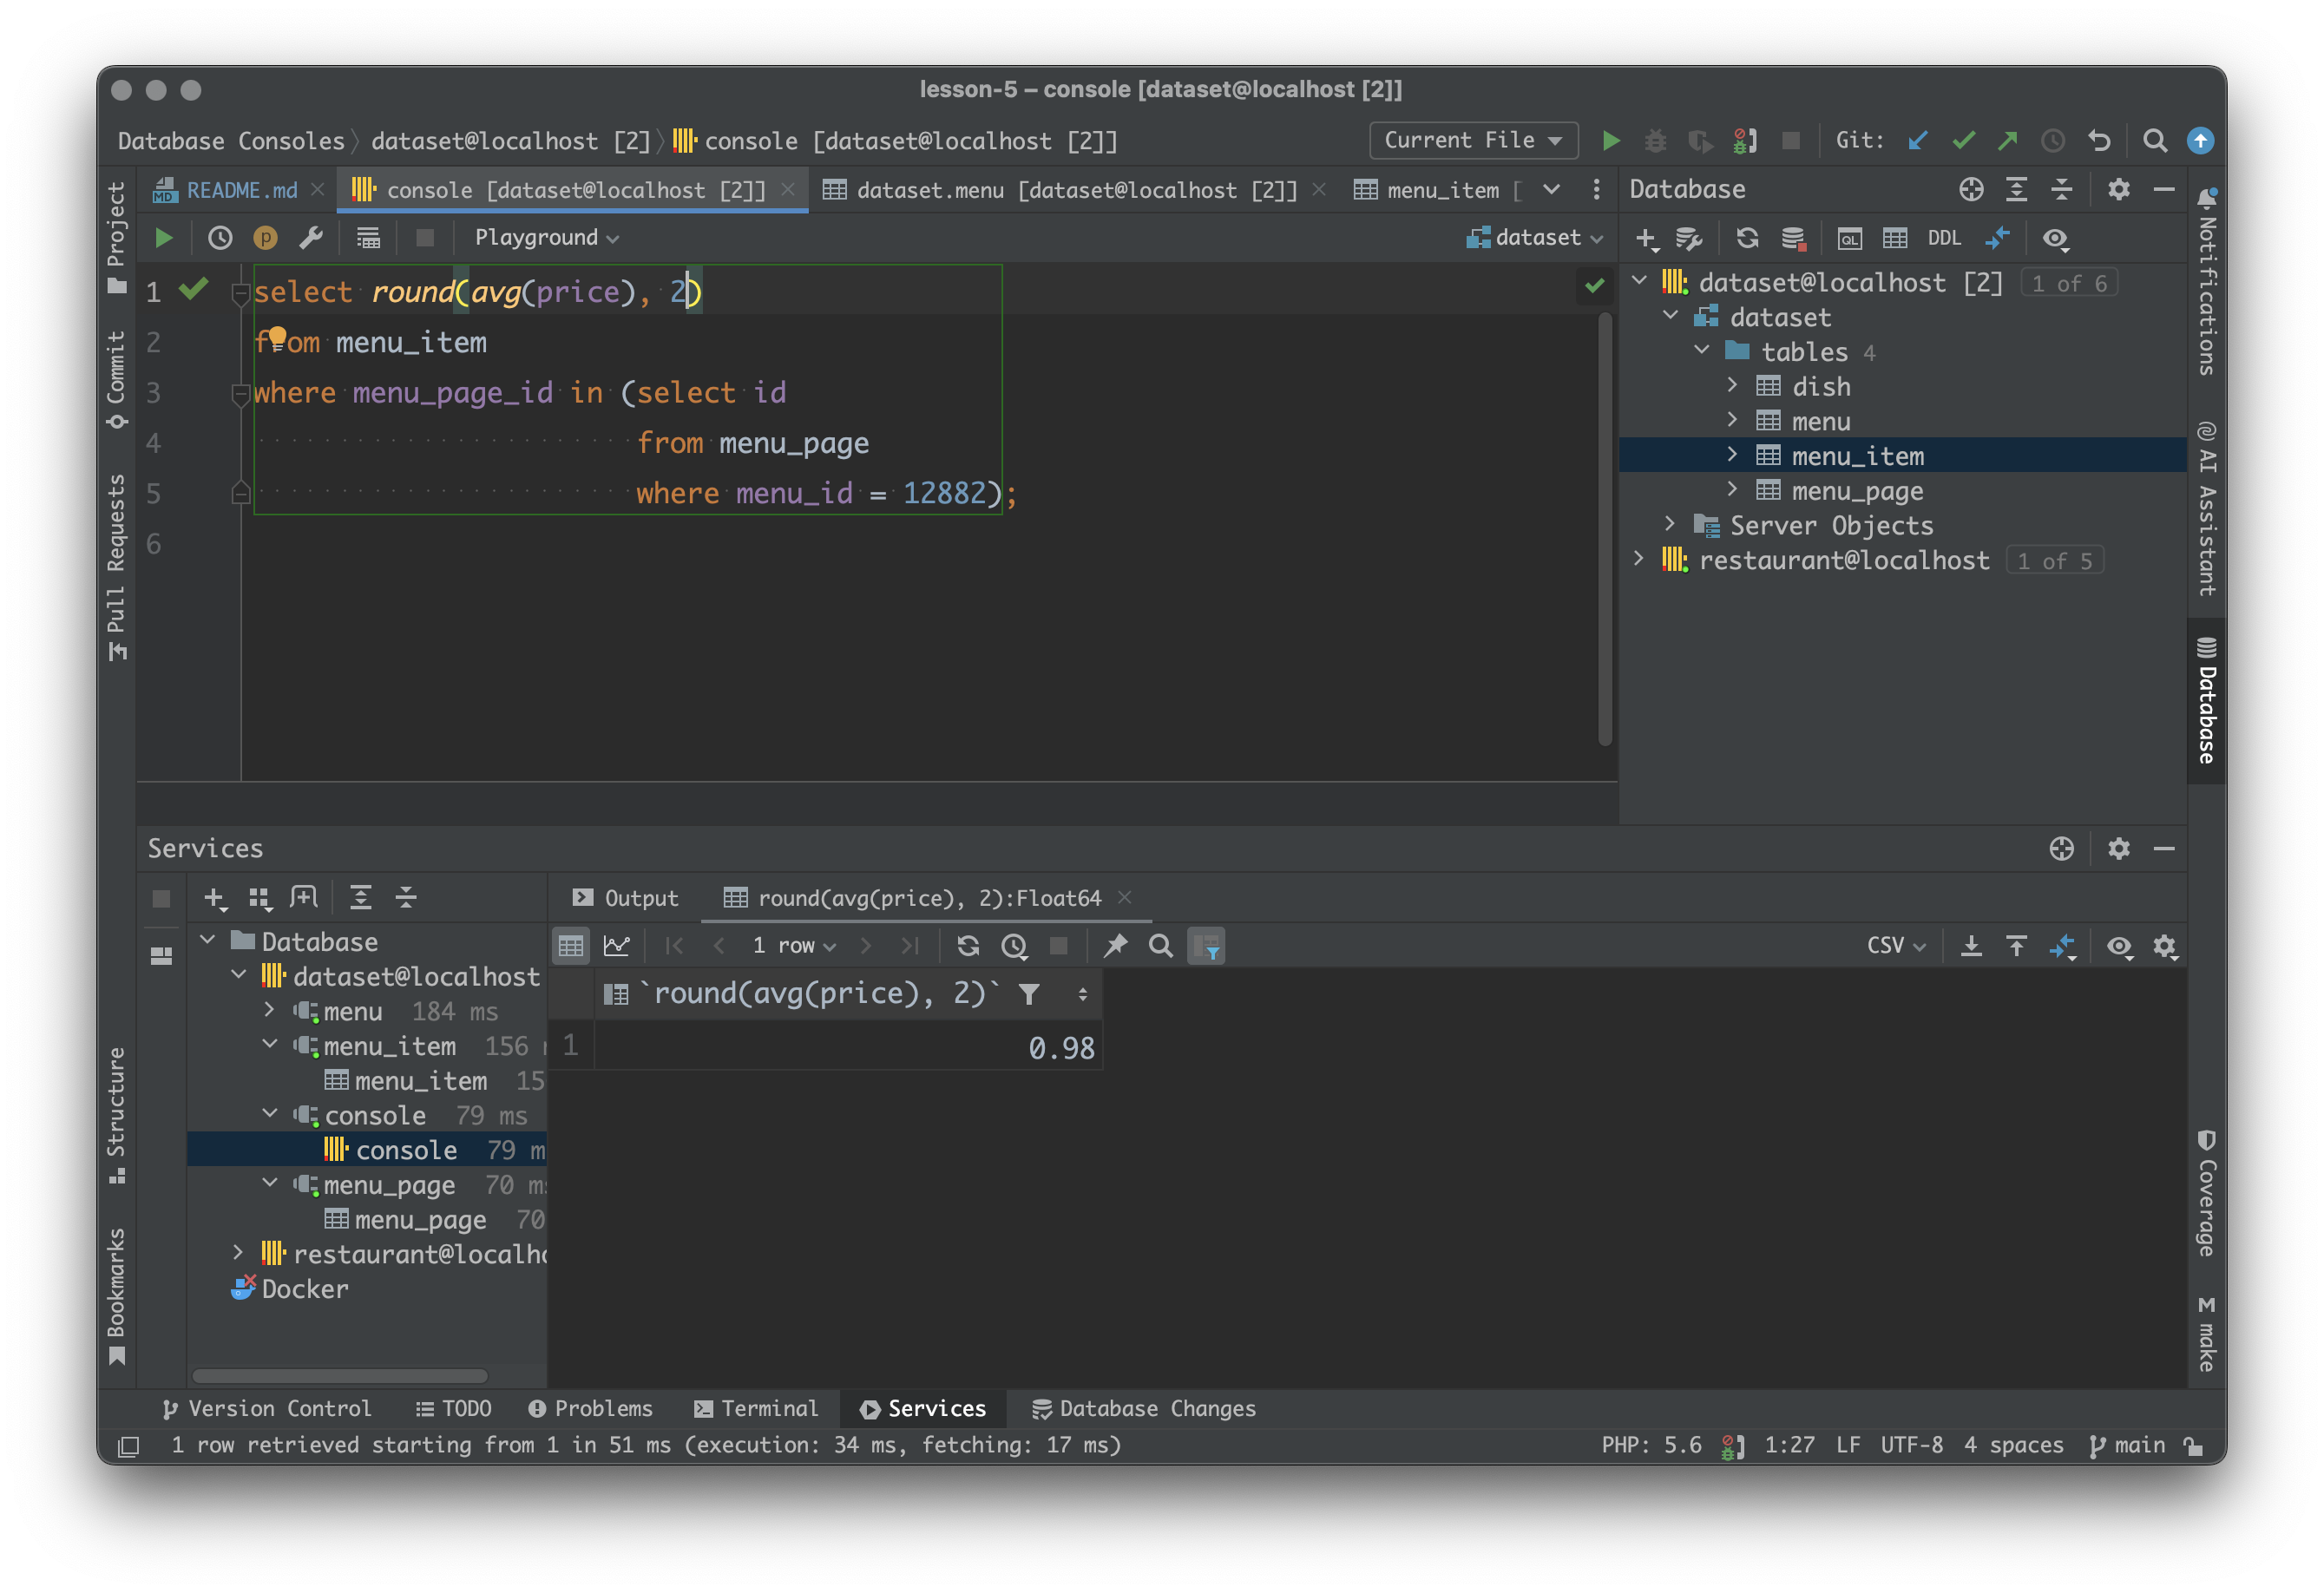 lesson-5 – console [dataset@localhost [2]]
Database Consoles dataset@localhost [2] console [dataset@localhost [2]]
Current File
Git:
README.md
console [dataset@localhost [2]]
dataset.menu [dataset@localhost [2]]
menu_item [
Playground
dataset
1 select round(avg(price), 2)
2 from menu_item
3 where menu_page_id in (select id
4 from menu_page
5 where menu_id = 12882);
6
Database
DDL
dataset@localhost [2] 1 of 6
dataset
tables 4
dish
menu
menu_item
menu_page
Server Objects
restaurant@localhost 1 of 5
Project
Commit
Pull Requests
Structure
Bookmarks
Notifications
AI Assistant
Database
Coverage
make
Services
Output
round(avg(price), 2):Float64
1 row
CSV
`round(avg(price), 2)`
1 0.98
Database
dataset@localhost
menu 184 ms
menu_item 156
menu_item 15
console 79 ms
console 79 m
menu_page 70 ms
menu_page 70
restaurant@localho
Docker
Version Control
TODO
Problems
Terminal
Services
Database Changes
1 row retrieved starting from 1 in 51 ms (execution: 34 ms, fetching: 17 ms)
PHP: 5.6
1:27
LF
UTF-8
4 spaces
main